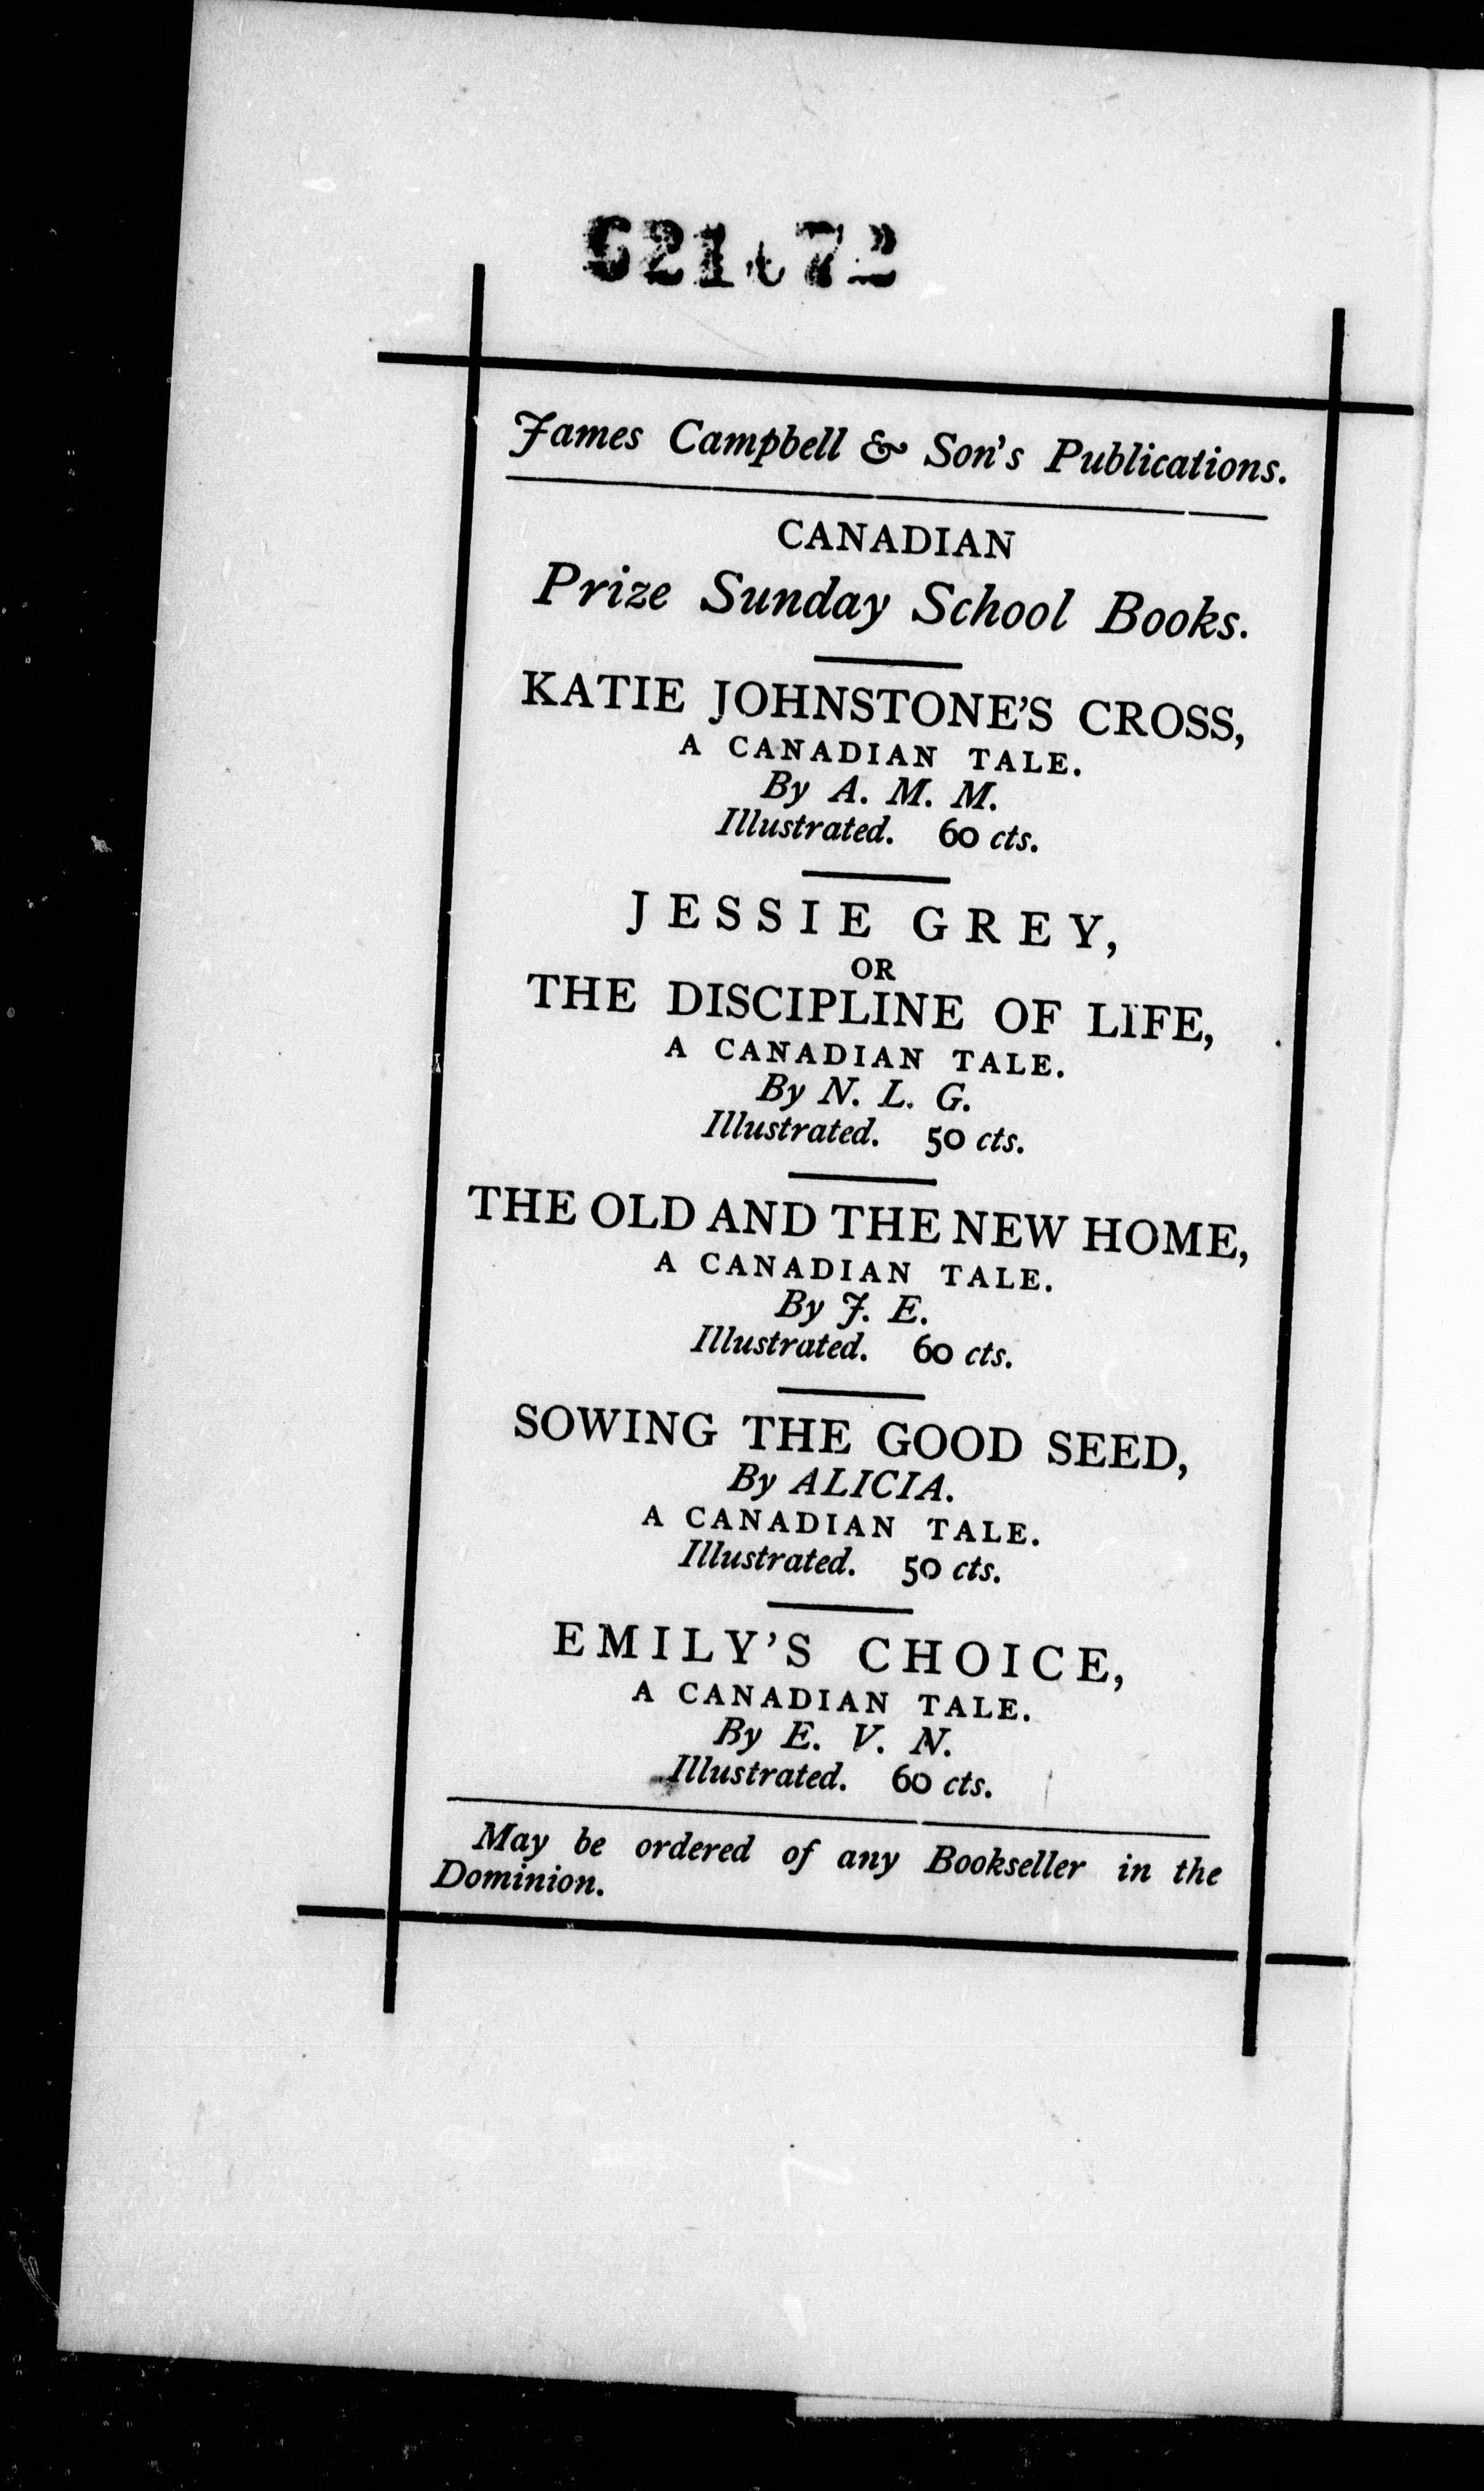 James Campbell & Son's Publications.
CANADIAN
Prize Sunday School Books.
KATIE JOHNSTONE'S CROSS,
A CANADIAN TALE.
By A. M. M.
Illustrated. 60 cts.
JESSIE GREY,
OR
THE DISCIPLINE OF LIFE,
A CANADIAN TALE.
By N. L. G.
Illustrated. 50 cts.
THE OLD AND THE NEW HOME,
A CANADIAN TALE.
By J. E.
Illustrated. 60 cts.
SOWING THE GOOD SEED,
By ALICIA.
A CANADIAN TALE.
Illustrated. 50 cts.
EMILY'S CHOICE,
A CANADIAN TALE.
By E. V. N.
Illustrated. 60 cts.
May be ordered of any Bookseller in the
Dominion.